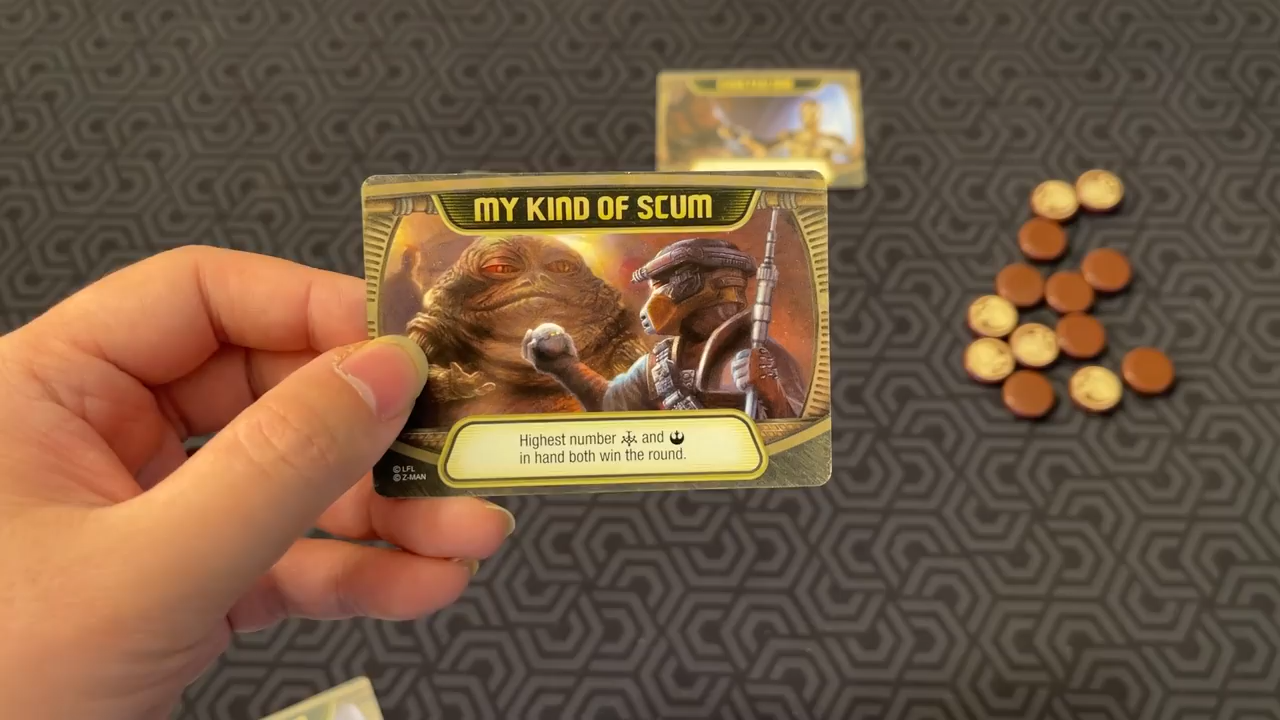 MY KIND OF SCUM
Highest number and
in hand both win the round.
© LFL
© Z-MAN